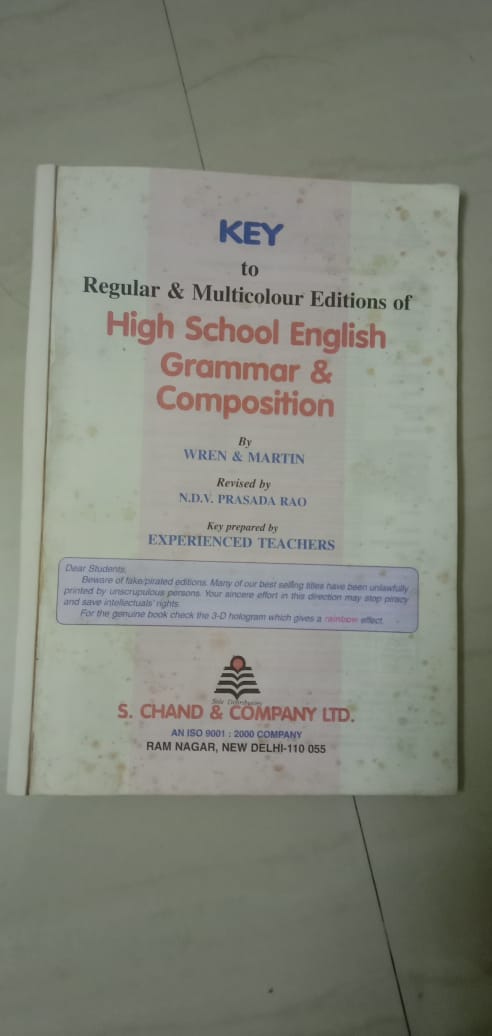 KEY
to
Regular & Multicolour Editions of
High School English
Grammar &
Composition
By
WREN & MARTIN
Revised by
N.D.V. PRASADA RAO
Key prepared by
EXPERIENCED TEACHERS
Dear Students,
Beware of fake/pirated editions. Many of our best selling titles have been unlawfully
printed by unscrupulous persons. Your sincere effort in this direction may stop piracy
and save intellectuals' rights.
For the genuine book check the 3-D hologram which gives a rainbow effect.
Sole Distributors
S. CHAND & COMPANY LTD.
AN ISO 9001 : 2000 COMPANY
RAM NAGAR, NEW DELHI-110 055